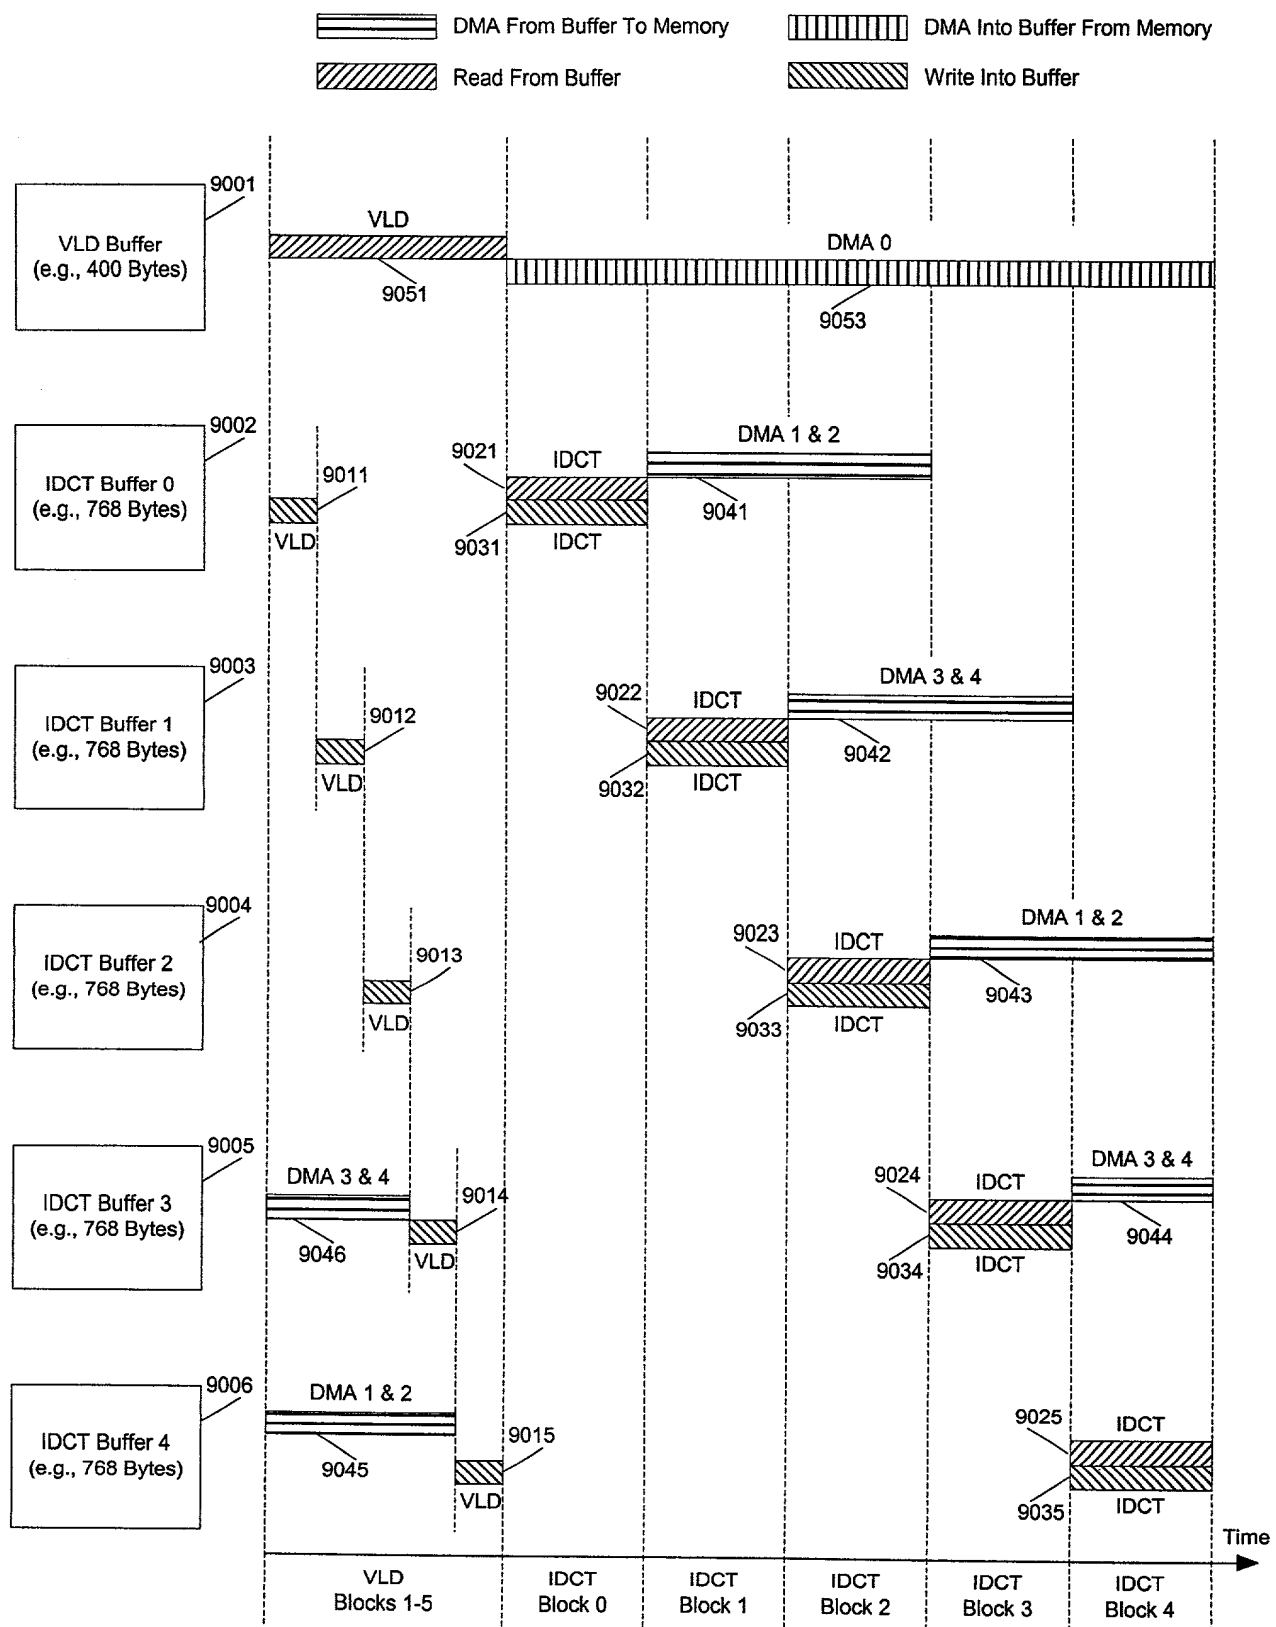 DMA From Buffer To Memory
DMA Into Buffer From Memory
Read From Buffer
Write Into Buffer
9001
VLD Buffer
(e.g., 400 Bytes)
VLD
9051
DMA 0
9053
9002
IDCT Buffer 0
(e.g., 768 Bytes)
9011
VLD
9021
IDCT
9031
IDCT
DMA 1 & 2
9041
9003
IDCT Buffer 1
(e.g., 768 Bytes)
9012
VLD
9022
IDCT
9032
IDCT
DMA 3 & 4
9042
9004
IDCT Buffer 2
(e.g., 768 Bytes)
9013
VLD
9023
IDCT
9033
IDCT
DMA 1 & 2
9043
9005
IDCT Buffer 3
(e.g., 768 Bytes)
DMA 3 & 4
9046
9014
VLD
9024
IDCT
9034
IDCT
DMA 3 & 4
9044
9006
IDCT Buffer 4
(e.g., 768 Bytes)
DMA 1 & 2
9045
9015
VLD
9025
IDCT
9035
IDCT
Time
VLD
Blocks 1-5
IDCT
Block 0
IDCT
Block 1
IDCT
Block 2
IDCT
Block 3
IDCT
Block 4